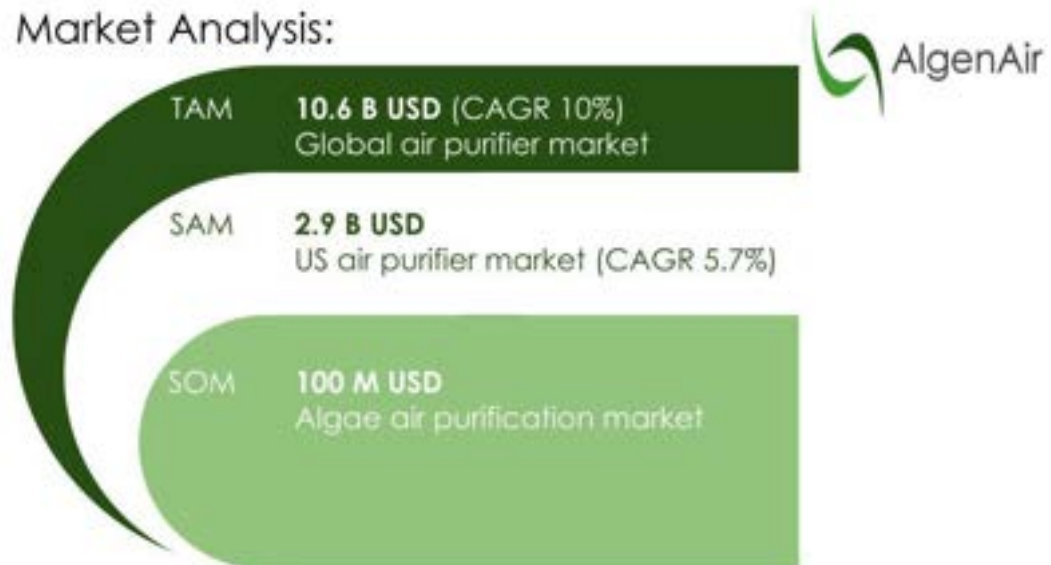 Market Analysis:
AlgenAir
TAM
10.6 B USD (CAGR 10%)
Global air purifier market
SAM
2.9 B USD
US air purifier market (CAGR 5.7%)
SOM
100 M USD
Algae air purification market